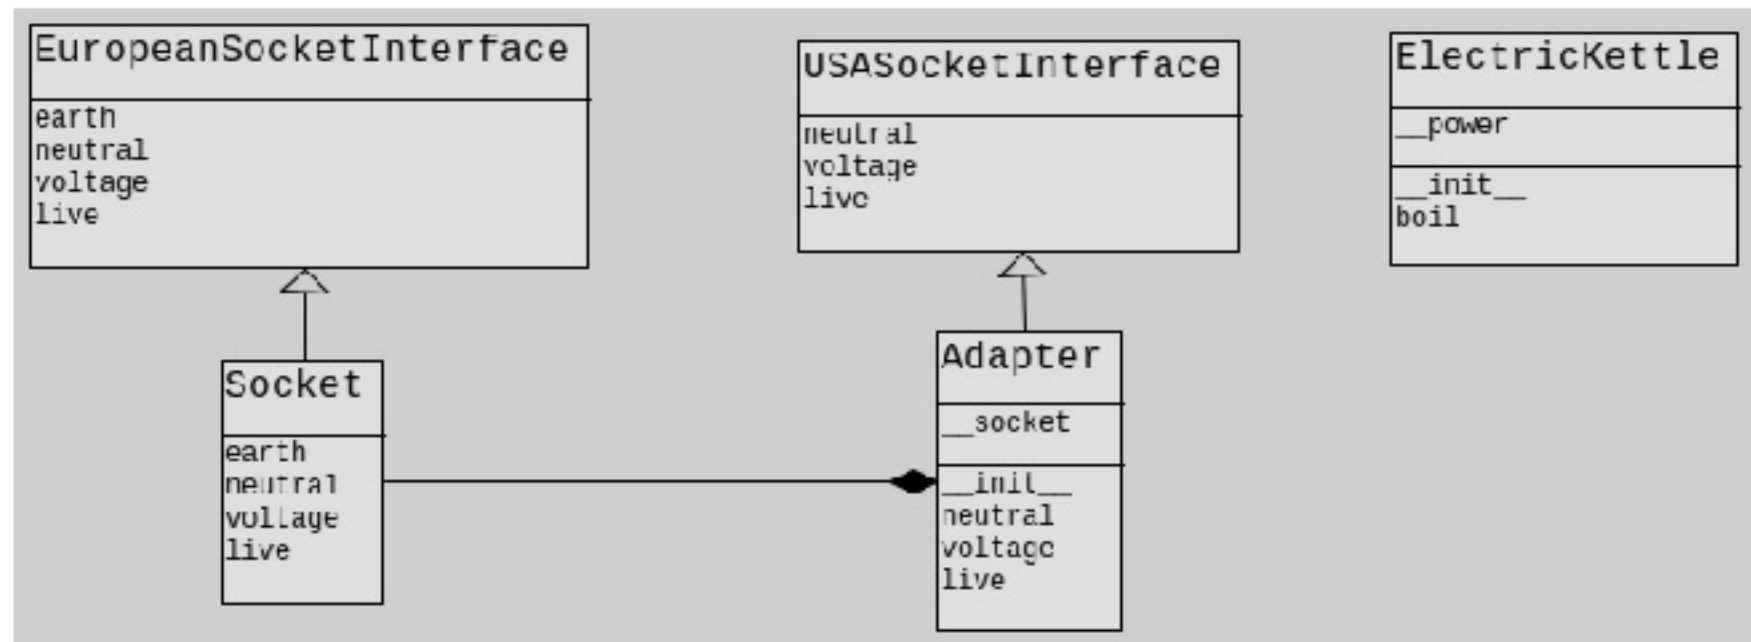 EuropeanSocketInterface
earth
neutral
voltage
live
USASocketInterface
neutral
voltage
live
ElectricKettle
__power
__init__
boil
Socket
earth
neutral
voltage
live
Adapter
__socket
__init__
neutral
voltage
live